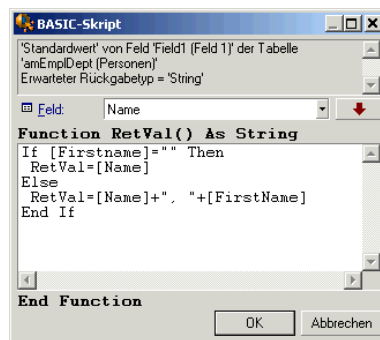 BASIC-Skript
'Standardwert' von Feld 'Field1 (Feld 1)' der Tabelle
'amEmplDept (Personen)'
Erwarteter Rückgabetyp = 'String'
Feld: Name
Function RetVal() As String
If [Firstname]="" Then
 RetVal=[Name]
Else
 RetVal=[Name]+", "+[FirstName]
End If
End Function
OK Abbrechen